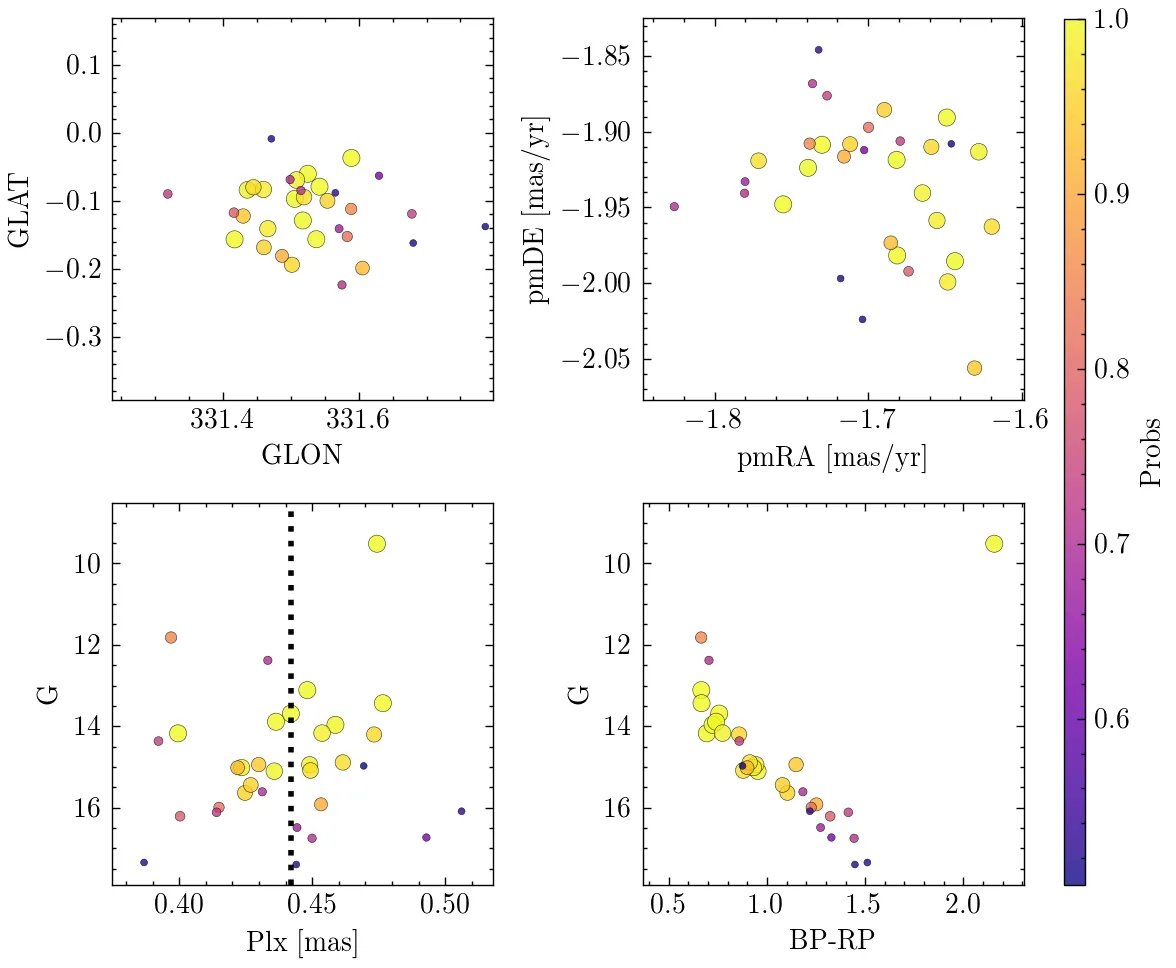 0.1
0.0
−0.1
−0.2
−0.3
GLAT
331.4 331.6
GLON
−1.85
−1.90
−1.95
−2.00
−2.05
pmDE [mas/yr]
−1.8 −1.7 −1.6
pmRA [mas/yr]
10
12
14
16
G
0.40 0.45 0.50
Plx [mas]
10
12
14
16
G
0.5 1.0 1.5 2.0
BP-RP
1.0
0.9
0.8
0.7
0.6
Probs